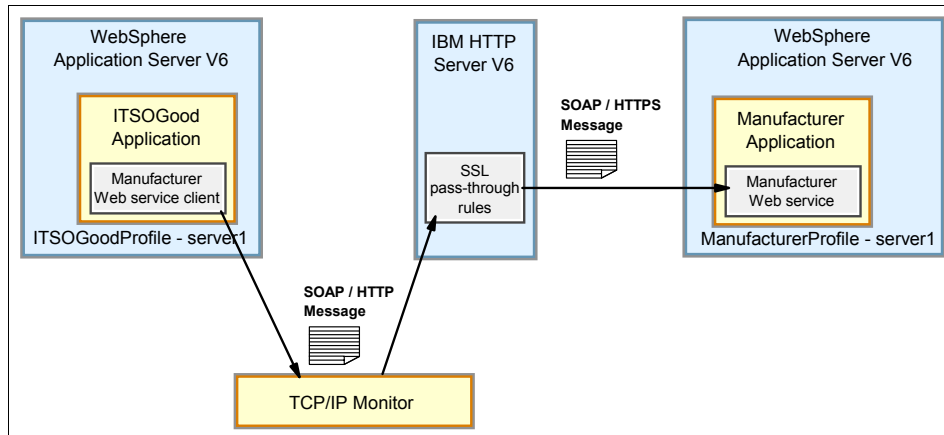 WebSphere
Application Server V6
ITSOGood
Application
Manufacturer
Web service client
ITSOGoodProfile - server1
SOAP / HTTP
Message
TCP/IP Monitor
IBM HTTP
Server V6
SSL
pass-through
rules
SOAP / HTTPS
Message
WebSphere
Application Server V6
Manufacturer
Application
Manufacturer
Web service
ManufacturerProfile - server1